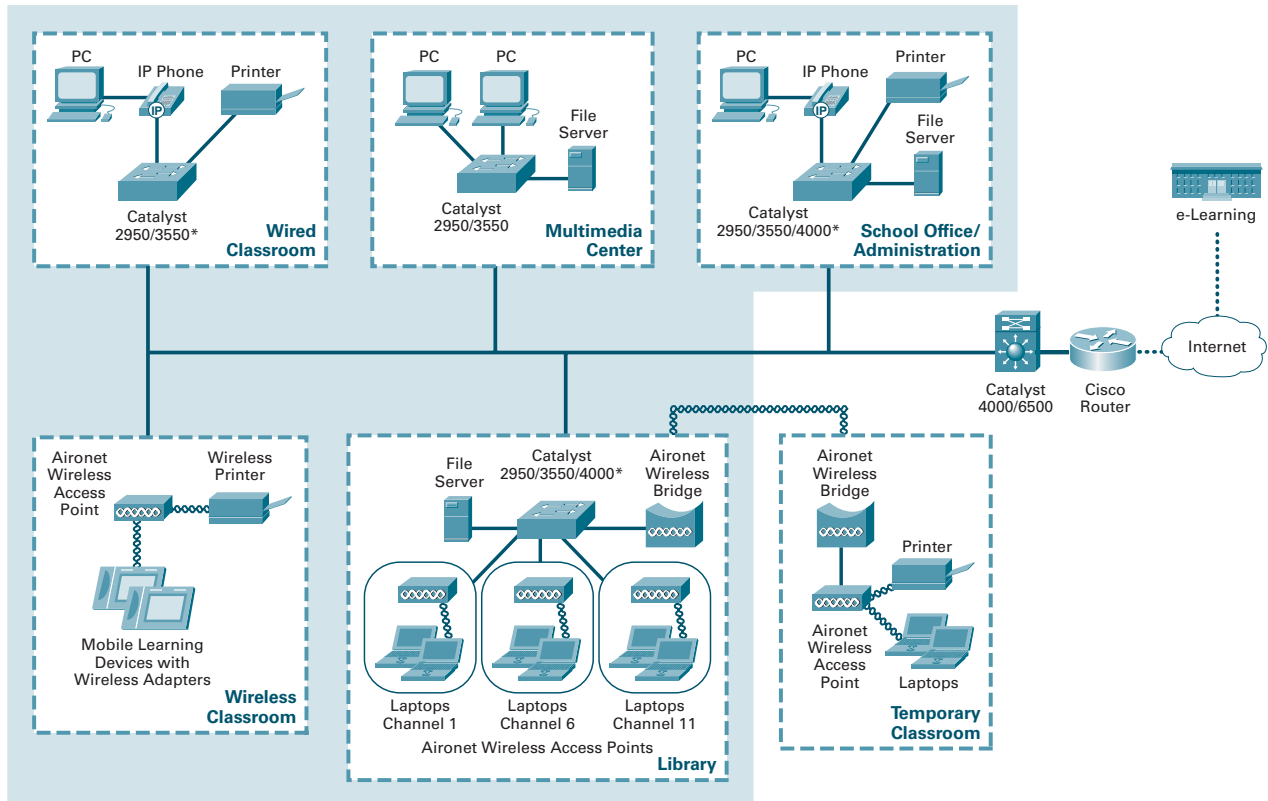 PC
IP Phone
Printer
IP
Catalyst
2950/3550*
Wired
Classroom
PC
PC
File
Server
Catalyst
2950/3550
Multimedia
Center
PC
IP Phone
Printer
IP
File
Server
Catalyst
2950/3550/4000*
School Office/
Administration
e-Learning
Internet
Catalyst
4000/6500
Cisco
Router
Aironet
Wireless
Access
Point
Wireless
Printer
Mobile Learning
Devices with
Wireless Adapters
Wireless
Classroom
File
Server
Catalyst
2950/3550/4000*
Aironet
Wireless
Bridge
Laptops
Channel 1
Laptops
Channel 6
Laptops
Channel 11
Aironet Wireless Access Points
Library
Aironet
Wireless
Bridge
Printer
Aironet
Wireless
Access
Point
Laptops
Temporary
Classroom